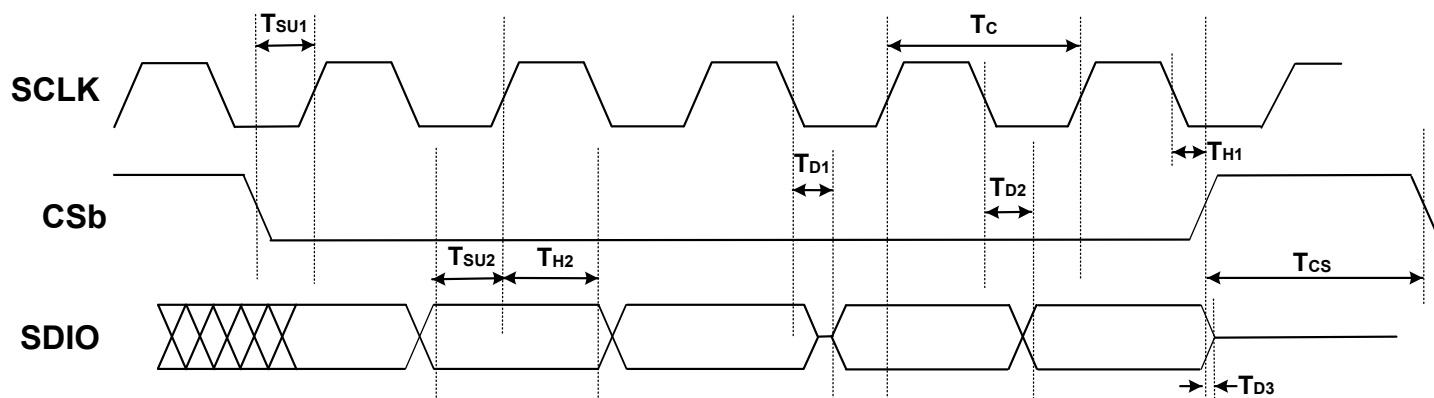 TSU1
TC
SCLK
TH1
TD1
TD2
CSb
TSU2
TH2
TCS
SDIO
TD3